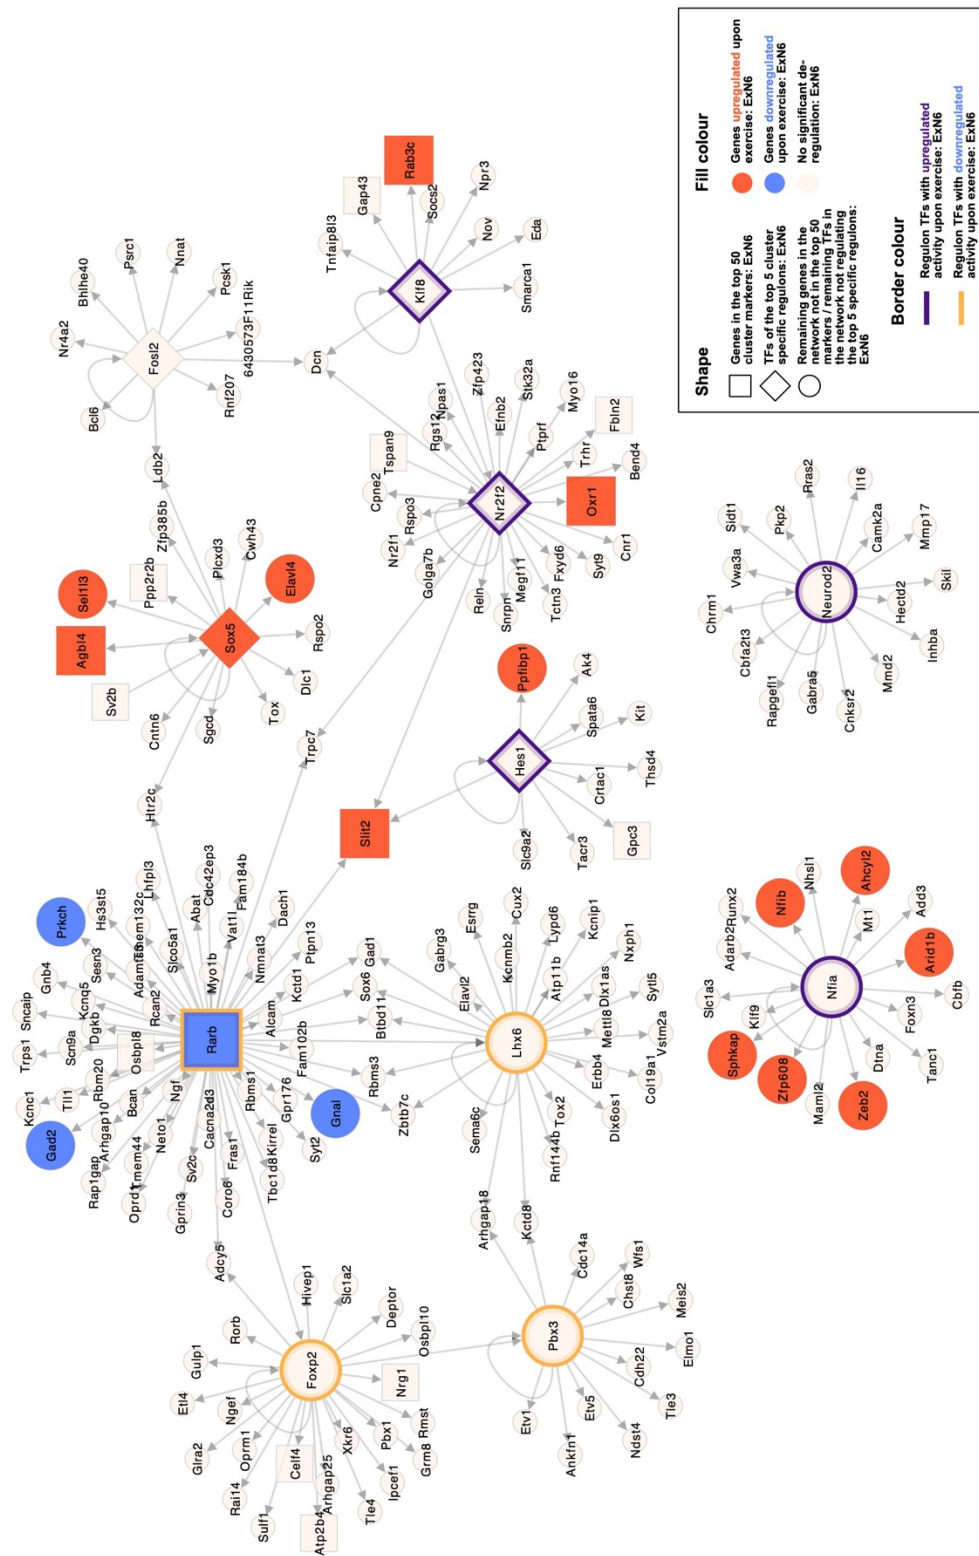 Nr4a2
Bhlhe40
Psrc1
Nnat
Pcsk1
6430573F11Rik
Rnf207
Bcl6
Fosl2
Ldb2
Dcn
Tnfaip8l3
Gap43
Rab3c
Socs2
Npr3
Nov
Eda
Smarca1
Klf8
Zfp385b
Ppp2r2b
Sel1l3
Agbl4
Sv2b
Plcxd3
Cwh43
Elavl4
Rspo2
Dlc1
Tox
Sgcd
Cntn6
Sox5
Htr2c
Trpc7
Slit2
Cpne2
Tspan9
Rgs12
Npas1
Zfp423
Efnb2
Stk32a
Myo16
Ptprf
Fbln2
Trhr
Bend4
Oxr1
Cnr1
Syt9
Fxyd6
Tctn3
Megf11
Snrpn
Reln
Golga7b
Nr2f1
Rspo3
Nr2f2
Ppfibp1
Ak4
Spata6
Kit
Thsd4
Crtac1
Gpc3
Tacr3
Slc9a2
Hes1
Prkch
Hs3st5
Lhfpl3
Tmem132c
Adamts5
Sesn3
Gnb4
Kcnq5
Sncaip
Rcan2
Dgkb
Scn9a
Trps1
Osbpl8
Rbm20
Tll1
Kcnc1
Gad2
Bcan
Arhgap10
Rap1gap
Ngf
Neto1
Tmem44
Oprd1
Cacna2d3
Sv2c
Gprin3
Fras1
Coro6
Kirrel
Tbc1d8
Rbms1
Gpr176
Syt2
Gnal
Fam102b
Alcam
Kctd1
Ptpn13
Nmnat3
Dach1
Vat1l
Fam184b
Myo1b
Cdc42ep3
Abat
Slco5a1
Rarb
Gad1
Sox6
Btbd11
Rbms3
Zbtb7c
Adcy5
Gabrg3
Elavl2
Esrrg
Kcnmb2
Cux2
Lypd6
Atp11b
Kcnip1
Nxph1
Dlx1as
Mettl8
Sytl5
Vstm2a
Col19a1
Erbb4
Dlx6os1
Tox2
Rnf144b
Sema6c
Lhx6
Arhgap18
Kctd8
Hivep1
Slc1a2
Deptor
Osbpl10
Nrg1
Rmst
Grm8
Pbx1
Xkr6
Ipcef1
Tle4
Arhgap25
Atp2b4
Celf4
Sulf1
Rai14
Oprm1
Glra2
Ngef
Etl4
Gulp1
Rorb
Foxp2
Cdc14a
Wfs1
Chst8
Meis2
Elmo1
Cdh22
Tle3
Ndst4
Etv5
Ankfn1
Etv1
Pbx3
Chrm1
Vwa3a
Sidt1
Pkp2
Rras2
Il16
Camk2a
Mmp17
Skil
Hectd2
Inhba
Mmd2
Cnksr2
Gabra5
Rapgefl1
Cbfa2t3
Neurod2
Slc1a3
Adarb2
Runx2
Nfib
Nhsl1
Ahcyl2
Mt1
Add3
Arid1b
Cbfb
Foxn3
Tanc1
Dna
Zeb2
Maml2
Zfp608
Sphkap
Klf9
Nfia
Shape
Genes in the top 50
cluster markers: ExN6
TFs of the top 5 cluster
specific regulons: ExN6
Remaining genes in the
network not in the top 50
markers / remaining TFs in
the network not regulating
the top 5 specific regulons:
ExN6
Fill colour
Genes upregulated upon
exercise: ExN6
Genes downregulated
upon exercise: ExN6
No significant de-
regulation: ExN6
Border colour
Regulon TFs with upregulated
activity upon exercise: ExN6
Regulon TFs with downregulated
activity upon exercise: ExN6